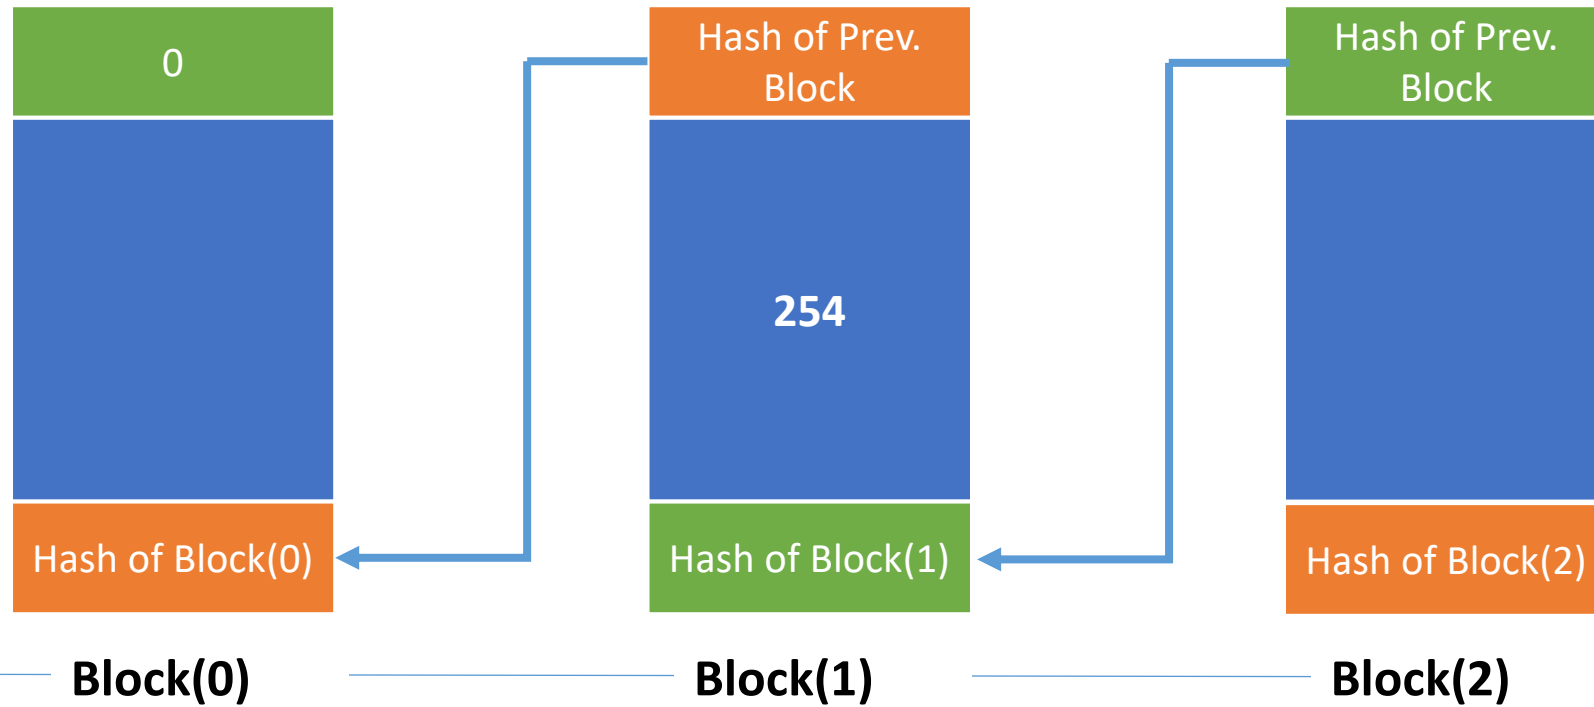 0
Hash of Prev.
Block
Hash of Prev.
Block
254
Hash of Block(0)
Hash of Block(1)
Hash of Block(2)
Block(0)
Block(1)
Block(2)